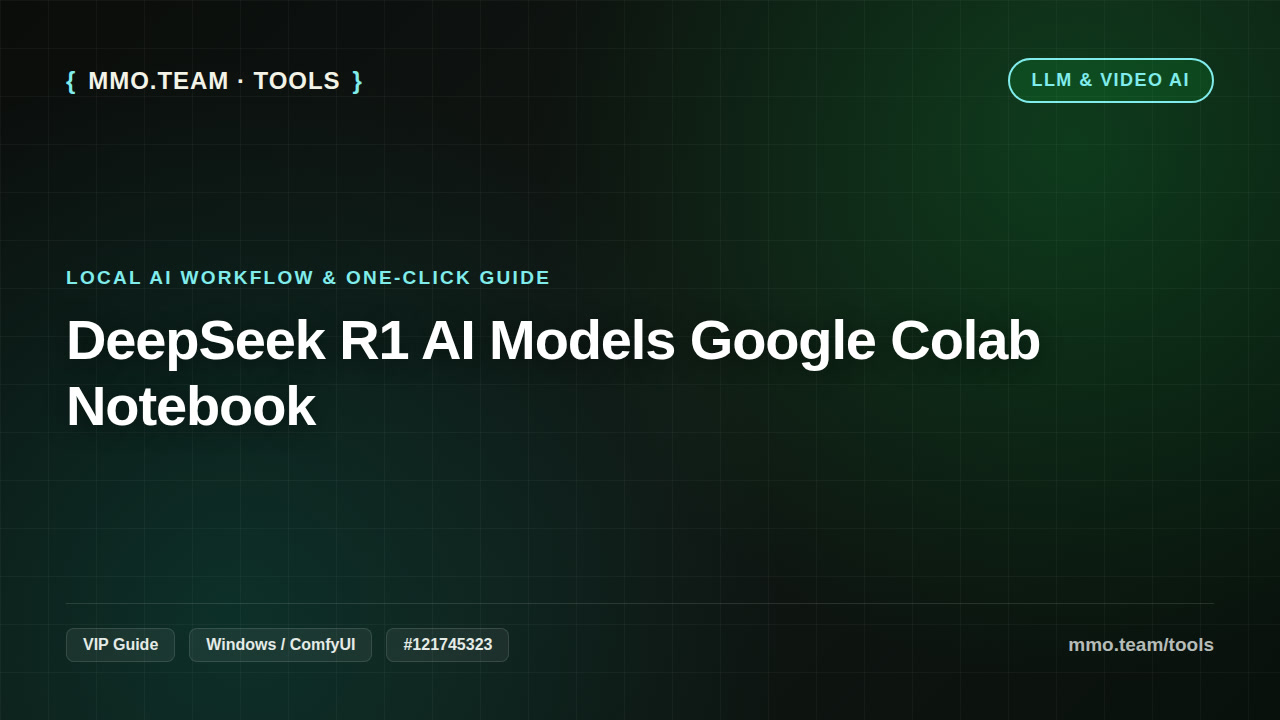 { MMO.TEAM · TOOLS }
LLM & VIDEO AI
LOCAL AI WORKFLOW & ONE-CLICK GUIDE
DeepSeek R1 AI Models Google Colab
Notebook
VIP Guide
Windows / ComfyUI
#121745323
mmo.team/tools